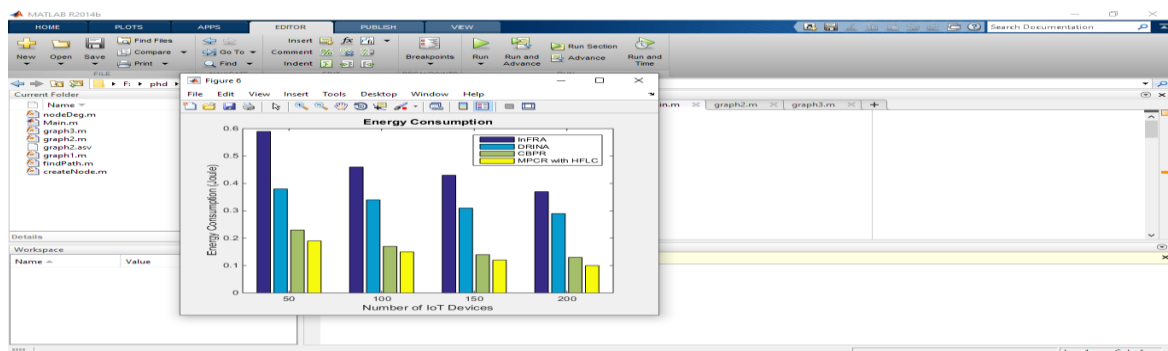 MATLAB R2014b
HOME PLOTS APPS EDITOR PUBLISH VIEW
Search Documentation
New Open Save
Find Files
Compare
Print
FILE
Go To
Find
Insert
Comment
Indent
Breakpoints
Run
Run and Advance
Run Section
Advance
Run and Time
F: phd
Current Folder
Name
nodeDeg.m
Main.m
graph3.m
graph2.m
graph2.asv
graph1.m
findPath.m
createNode.m
Details
Workspace
Name Value
in.m graph2.m graph3.m
Figure 6
File Edit View Insert Tools Desktop Window Help
Energy Consumption
InFRA
DRINA
CBPR
MPCR with HFLC
Energy Consumption (Joule)
0.6
0.5
0.4
0.3
0.2
0.1
0
50 100 150 200
Number of IoT Devices